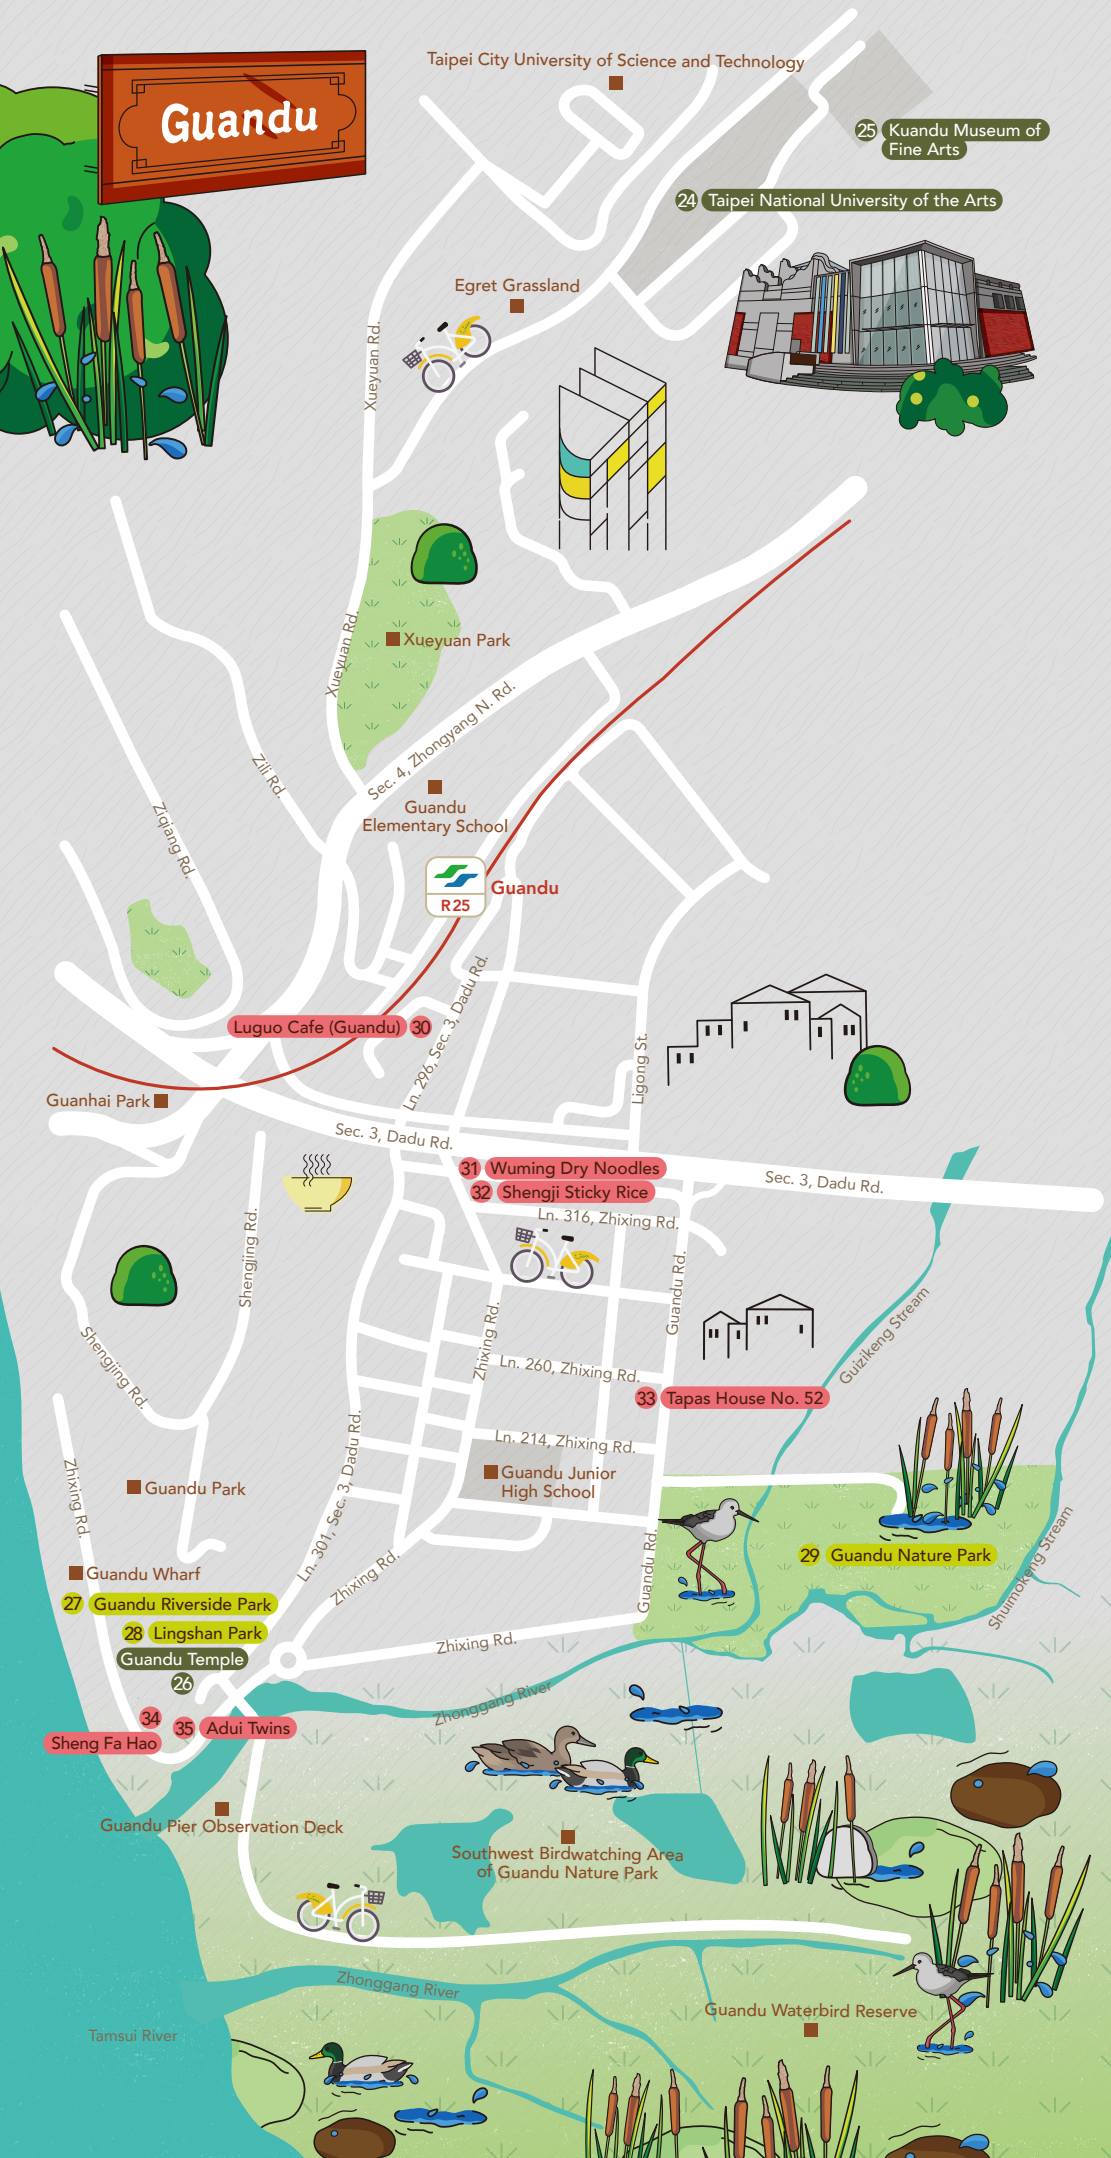 Taipei City University of Science and Technology
Guandu
25 Kuandu Museum of
Fine Arts
24 Taipei National University of the Arts
Egret Grassland
Xueyuan Rd.
Xueyuan Rd.
Xueyuan Park
Sec. 4, Zhongyang N. Rd.
Zili Rd.
Ziqiang Rd.
Guandu
Elementary School
Guandu
R25
Luguo Cafe (Guandu) 30
Ln. 296, Sec. 3, Dadu Rd.
Ligong St.
Guanhai Park
Sec. 3, Dadu Rd.
31 Wuming Dry Noodles
32 Shengji Sticky Rice
Sec. 3, Dadu Rd.
Ln. 316, Zhixing Rd.
Shengjing Rd.
Guandu Rd.
Guizikeng Stream
Shengjing Rd.
Zhixing Rd.
Ln. 260, Zhixing Rd.
33 Tapas House No. 52
Ln. 214, Zhixing Rd.
Guandu Junior
High School
Zhixing Rd.
Guandu Park
Ln. 301, Sec. 3, Dadu Rd.
Zhixing Rd.
Guandu Rd.
29 Guandu Nature Park
Shuimokeng Stream
Guandu Wharf
27 Guandu Riverside Park
28 Lingshan Park
Guandu Temple
26
Zhixing Rd.
Zhonggang River
34
Sheng Fa Hao
35 Adui Twins
Guandu Pier Observation Deck
Southwest Birdwatching Area
of Guandu Nature Park
Zhonggang River
Guandu Waterbird Reserve
Tamsui River